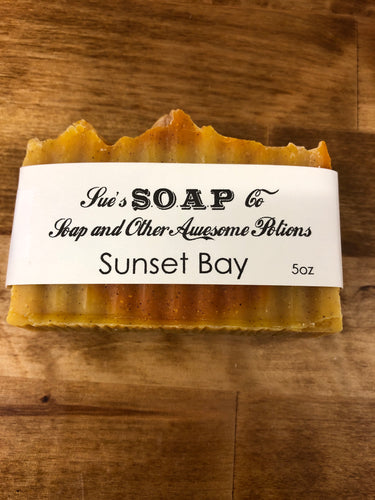 Sue's SOAP Co
Soap and Other Awesome Potions
Sunset Bay 5oz